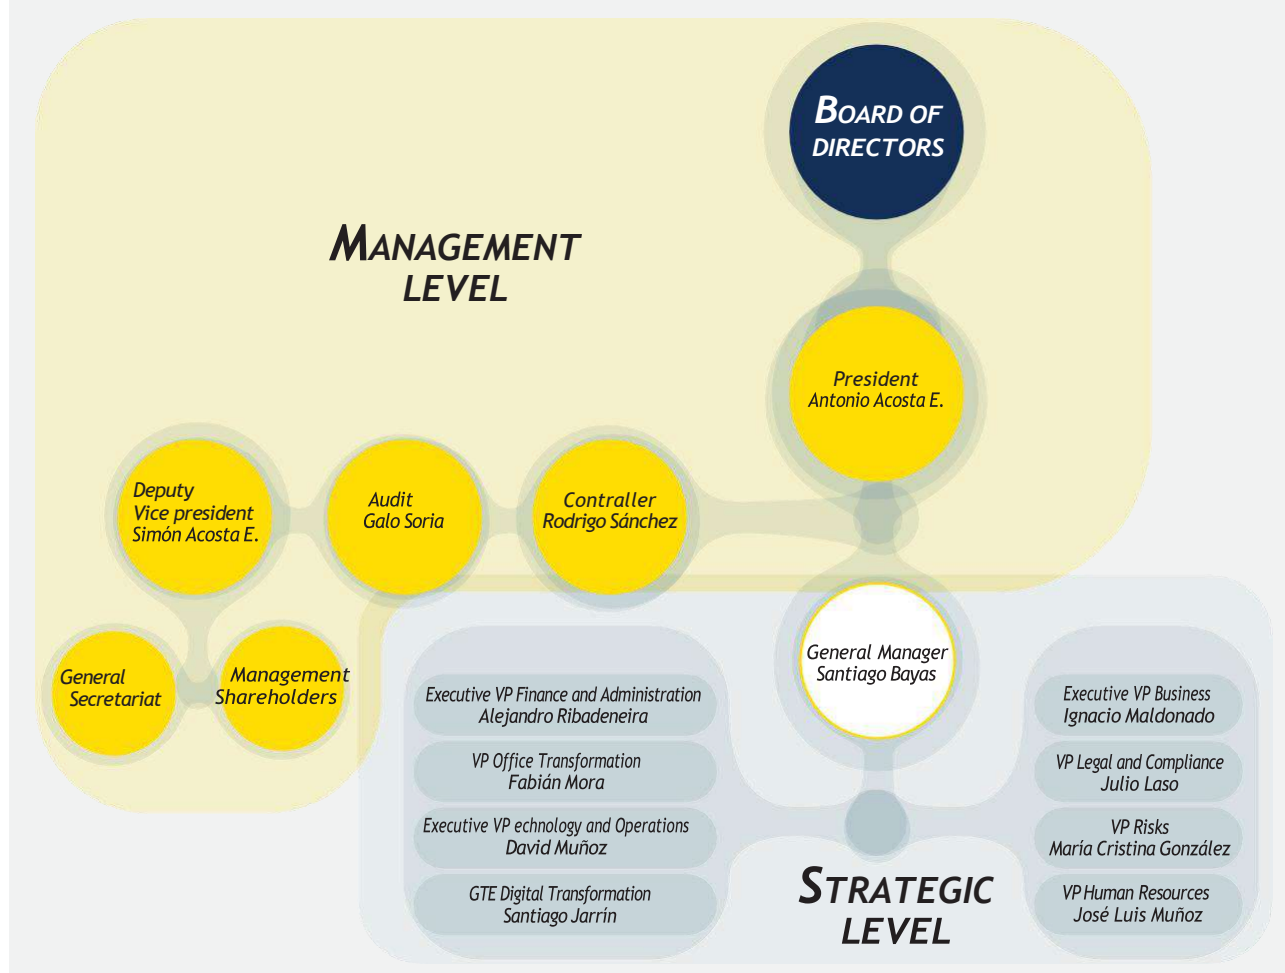 BOARD OF
DIRECTORS
MANAGEMENT
LEVEL
President
Antonio Acosta E.
Deputy
Vice president
Simón Acosta E.
Audit
Galo Soria
Contraller
Rodrigo Sánchez
General
Secretariat
Management
Shareholders
General Manager
Santiago Bayas
Executive VP Finance and Administration
Alejandro Ribadeneira
VP Office Transformation
Fabián Mora
Executive VP echnology and Operations
David Muñoz
GTE Digital Transformation
Santiago Jarrín
Executive VP Business
Ignacio Maldonado
VP Legal and Compliance
Julio Laso
VP Risks
María Cristina González
VP Human Resources
José Luis Muñoz
STRATEGIC
LEVEL